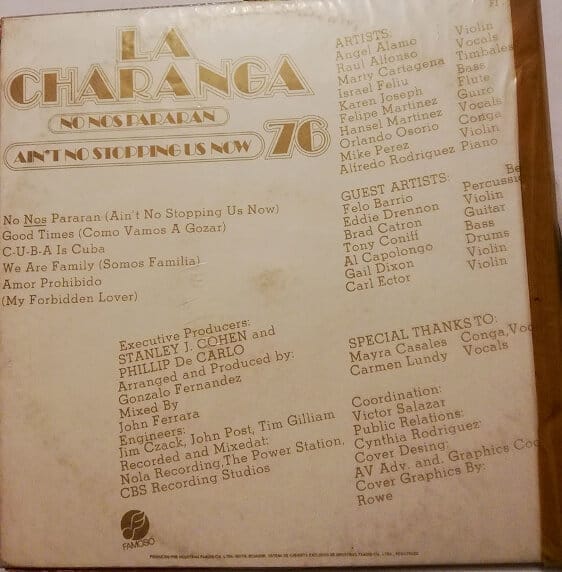 LA
CHARANGA
NO NOS PARARAN
AIN'T NO STOPPING US NOW 76
No Nos Pararan (Ain't No Stopping Us Now)
Good Times (Como Vamos A Gozar)
C-U-B-A Is Cuba
We Are Family (Somos Familia)
Amor Prohibido
(My Forbidden Lover)
ARTISTS:
Angel Alamo Violin
Raul Alfonso Vocals
Marty Cartagena Timbales
Israel Feliu Bass
Karen Joseph Flute
Felipe Martinez Guiro
Hansel Martinez Vocals
Orlando Osorio Conga
Mike Perez Violin
Alfredo Rodriguez Piano
GUEST ARTISTS:
Felo Barrio Percussi
Eddie Drennon Violin
Brad Catron Guitar
Tony Coniff Bass
Al Capolongo Drums
Gail Dixon Violin
Carl Ector Violin
Executive Producers:
STANLEY J. COHEN and
PHILLIP De CARLO
Arranged and Produced by:
Gonzalo Fernandez
Mixed By
John Ferrara
Engineers:
Jim Czack, John Post, Tim Gilliam
Recorded and Mixedat:
Nola Recording, The Power Station,
CBS Recording Studios
SPECIAL THANKS TO:
Mayra Casales Conga, Voc
Carmen Lundy Vocals
Coordination:
Victor Salazar
Public Relations:
Cynthia Rodriguez
Cover Desing:
AV Adv. and Graphics Coo
Cover Graphics By:
Rowe
FAMOSO